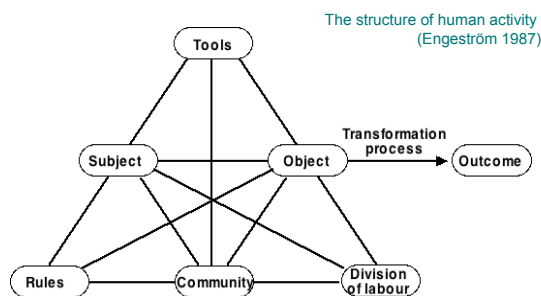 The structure of human activity
(Engeström 1987)
Tools
Transformation
process
Subject
Object
Outcome
Rules
Community
Division
of labour